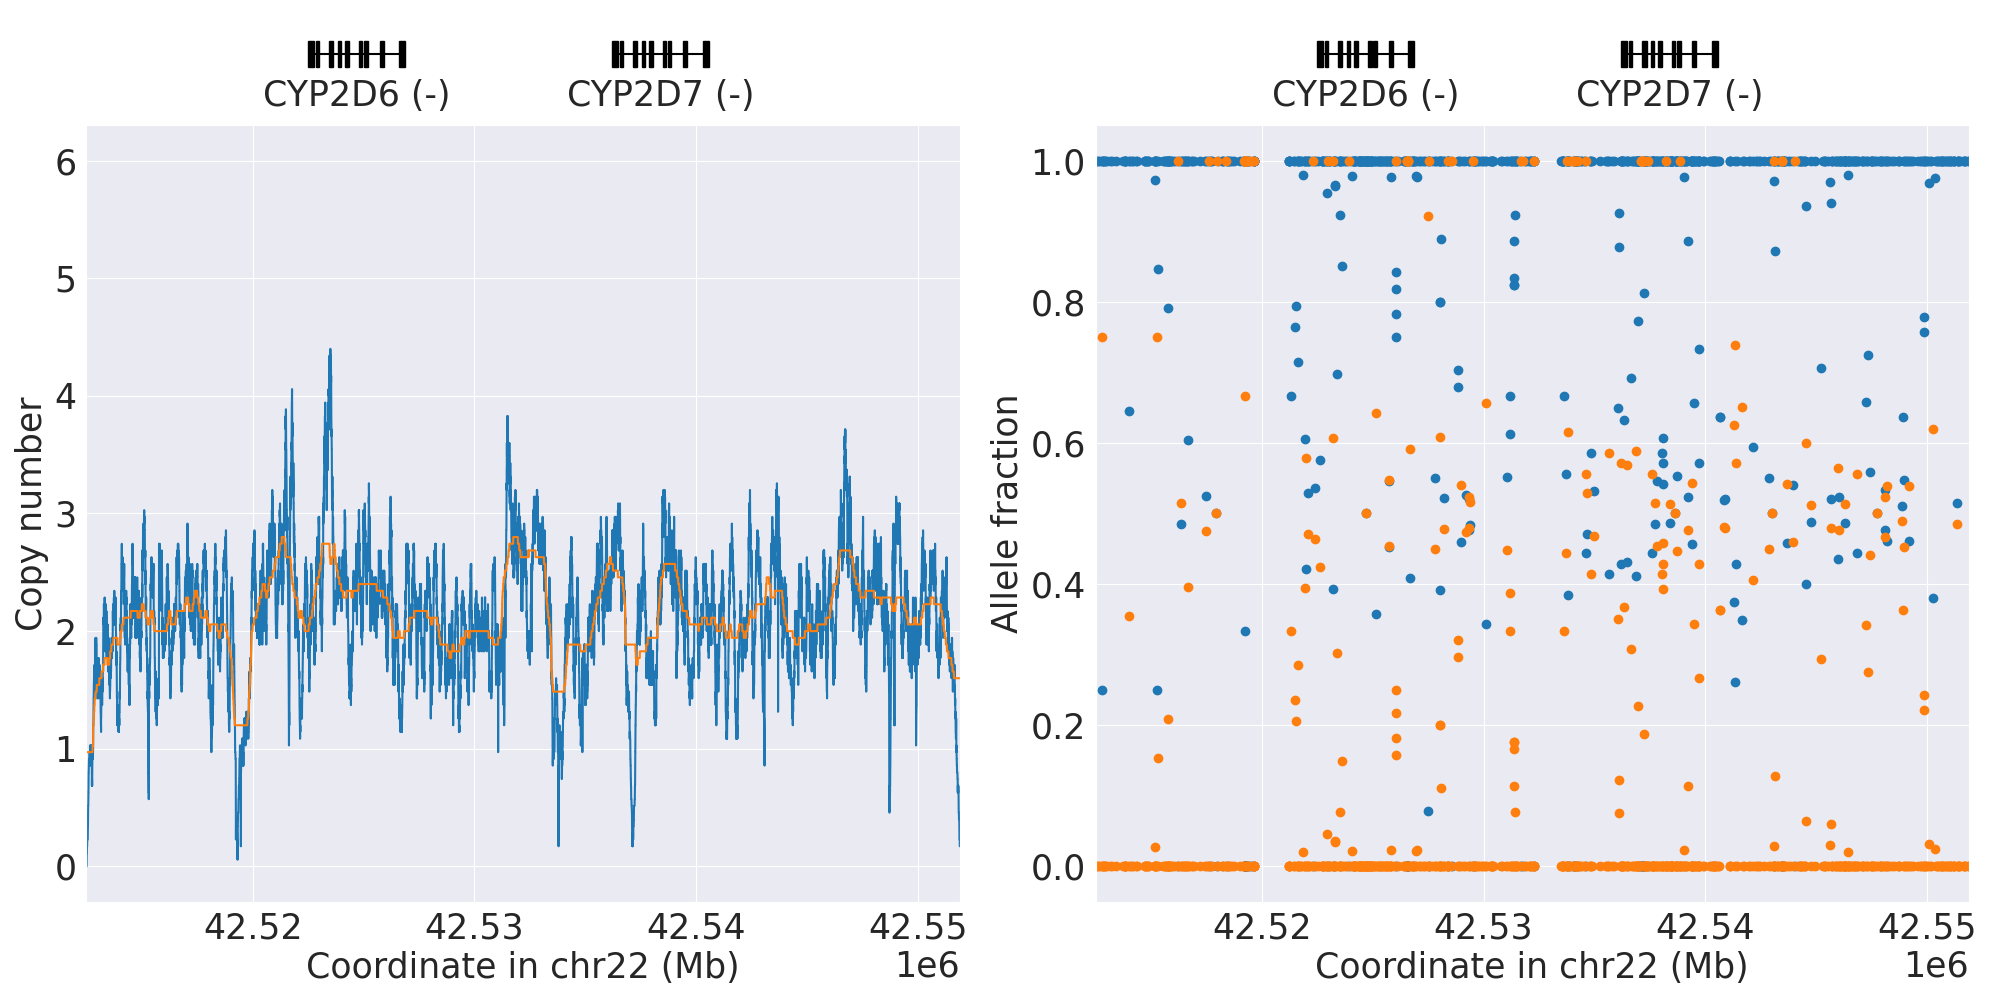 CYP2D6 (-)
CYP2D7 (-)
6
5
4
3
2
1
0
Copy number
42.52
42.53
42.54
42.55
Coordinate in chr22 (Mb)
1e6
CYP2D6 (-)
CYP2D7 (-)
1.0
0.8
0.6
0.4
0.2
0.0
Allele fraction
42.52
42.53
42.54
42.55
Coordinate in chr22 (Mb)
1e6